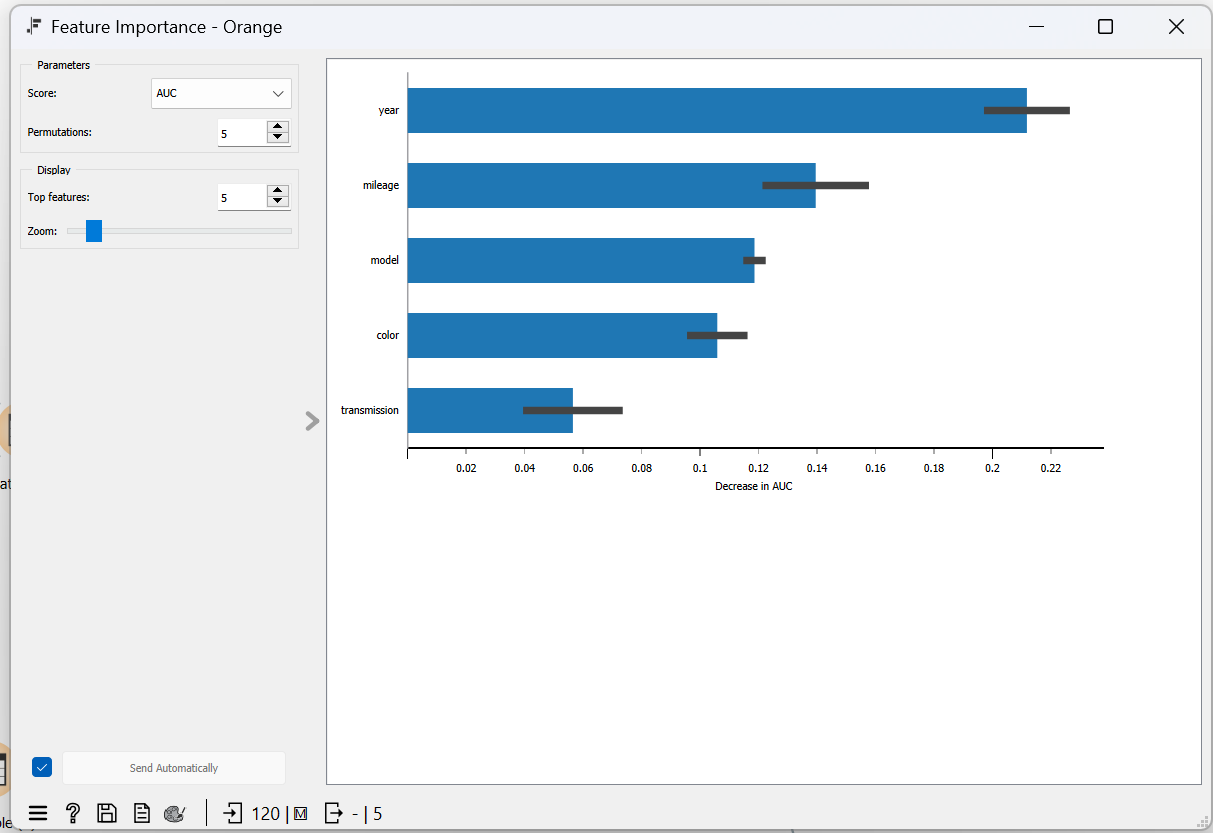 Feature Importance - Orange
Parameters
Score: AUC
Permutations: 5
Display
Top features: 5
Zoom:
year
mileage
model
color
transmission
0.02 0.04 0.06 0.08 0.1 0.12 0.14 0.16 0.18 0.2 0.22
Decrease in AUC
Send Automatically
? 120 | M - | 5